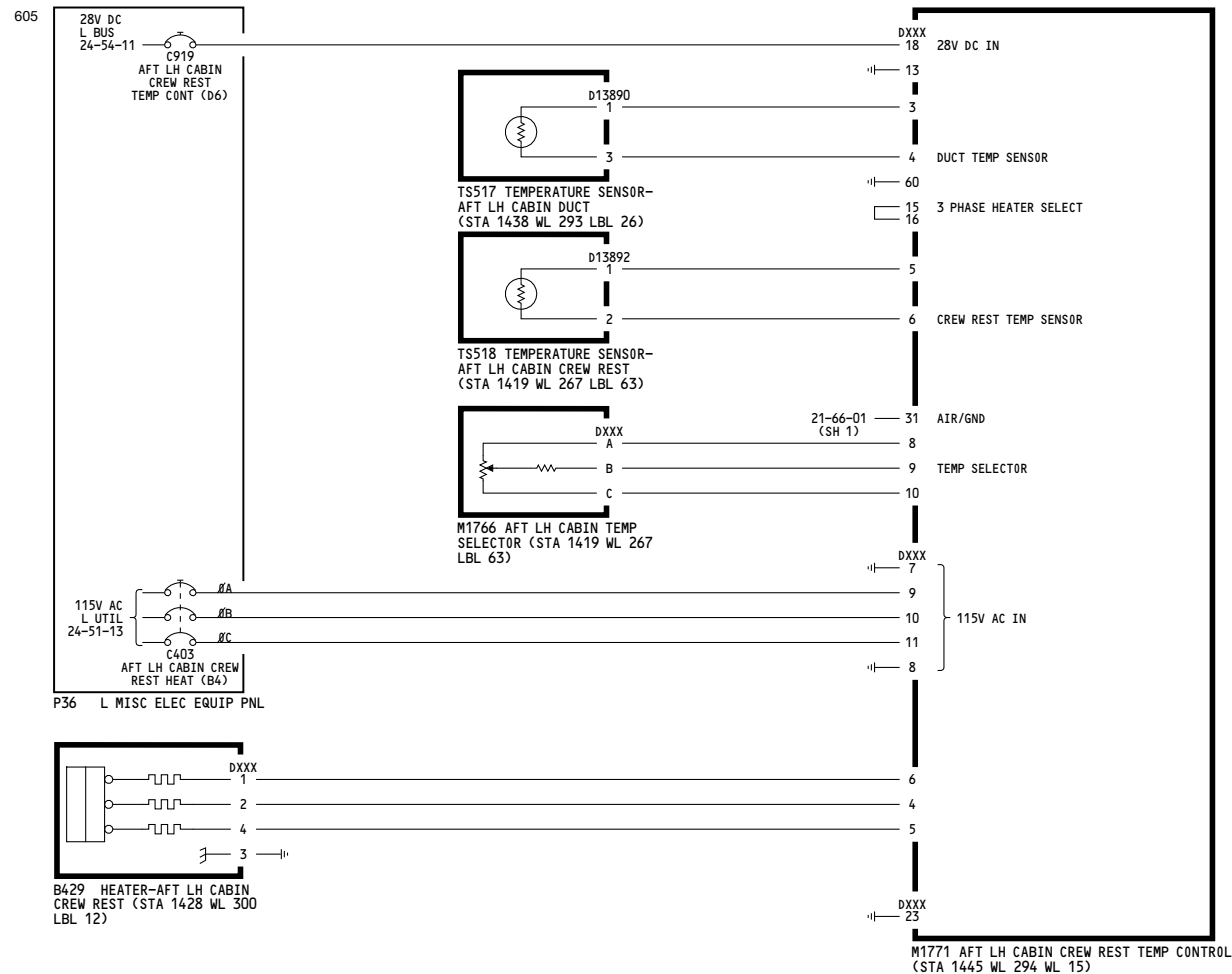 605
28V DC
L BUS
24-54-11
C919
AFT LH CABIN
CREW REST
TEMP CONT (D6)
DXXX
18 28V DC IN
13
D13890
1
3
3
4 DUCT TEMP SENSOR
TS517 TEMPERATURE SENSOR-
AFT LH CABIN DUCT
(STA 1438 WL 293 LBL 26)
60
15 3 PHASE HEATER SELECT
16
D13892
1
5
2
6 CREW REST TEMP SENSOR
TS518 TEMPERATURE SENSOR-
AFT LH CABIN CREW REST
(STA 1419 WL 267 LBL 63)
21-66-01
(SH 1)
31 AIR/GND
DXXX
A
8
B
9 TEMP SELECTOR
C
10
M1766 AFT LH CABIN TEMP
SELECTOR (STA 1419 WL 267
LBL 63)
DXXX
7
115V AC
L UTIL
24-51-13
ØA
9
ØB
10 115V AC IN
ØC
11
C403
AFT LH CABIN CREW
REST HEAT (B4)
8
P36 L MISC ELEC EQUIP PNL
DXXX
1
6
2
4
4
5
3
B429 HEATER-AFT LH CABIN
CREW REST (STA 1428 WL 300
LBL 12)
DXXX
23
M1771 AFT LH CABIN CREW REST TEMP CONTROL
(STA 1445 WL 294 WL 15)